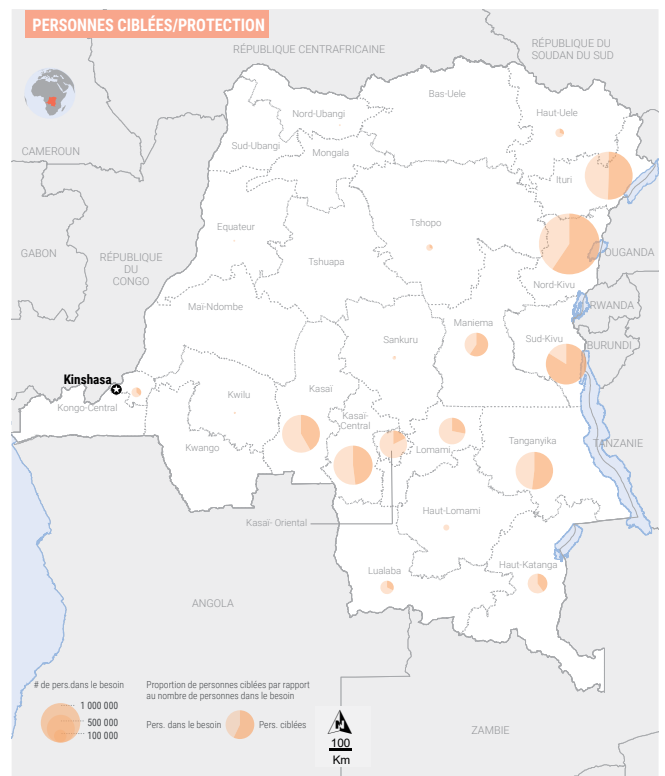 PERSONNES CIBLÉES/PROTECTION
RÉPUBLIQUE CENTRAFRICAINE
RÉPUBLIQUE DU
SOUDAN DU SUD
Bas-Uele
Nord-Ubangi
Haut-Uele
CAMEROUN
Sud-Ubangi
Mongala
Ituri
Equateur
Tshopo
GABON
RÉPUBLIQUE
DU
CONGO
Tshuapa
OUGANDA
Nord-Kivu
Maï-Ndombe
RWANDA
Sankuru
Maniema
Sud-Kivu
BURUNDI
Kinshasa
Kongo-Central
Kwilu
Kasaï
Kasaï-
Central
Kwango
Lomami
Tanganyika
TANZANIE
Kasaï- Oriental
Haut-Lomami
Lualaba
Haut-Katanga
ANGOLA
ZAMBIE
# de pers.dans le besoin
1 000 000
500 000
100 000
Proportion de personnes ciblées par rapport
au nombre de personnes dans le besoin
Pers. dans le besoin
Pers. ciblées
N
100
Km